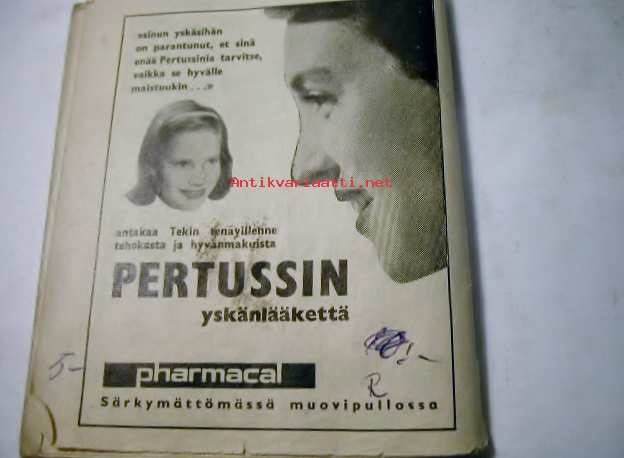 »sinun yskäsihän
on parantunut, et sinä
enää Pertussinia tarvitse,
vaikka se hyvälle
maistuukin...»
Antikvariaatti.net
antakaa Tekin tenavillenne
tehokasta ja hyvänmakuista
PERTUSSIN
yskänlääkettä
5-
R
pharmacal
Särkymättömässä muovipullossa